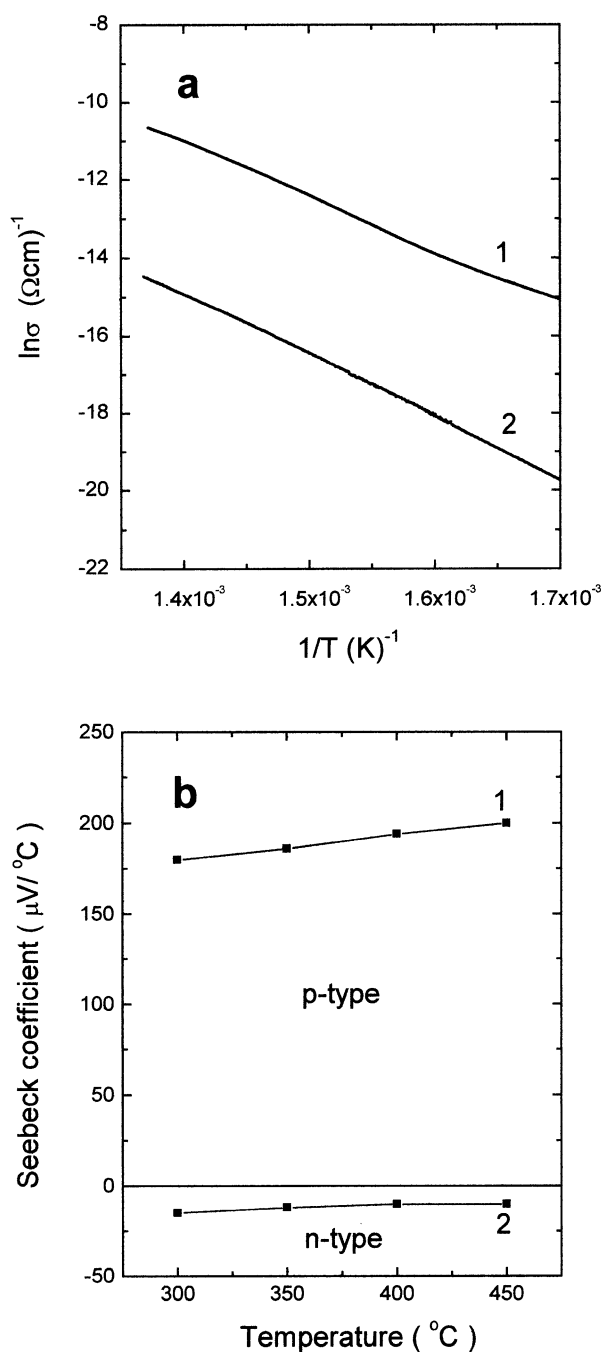 a
-8
-10
-12
-14
-16
-18
-20
-22
lnσ (Ωcm)⁻¹
1
2
1.4x10⁻³ 1.5x10⁻³ 1.6x10⁻³ 1.7x10⁻³
1/T (K)⁻¹
b
250
200
150
100
50
0
-50
Seebeck coefficient ( μV/ °C )
1
p-type
2
n-type
300 350 400 450
Temperature ( °C )